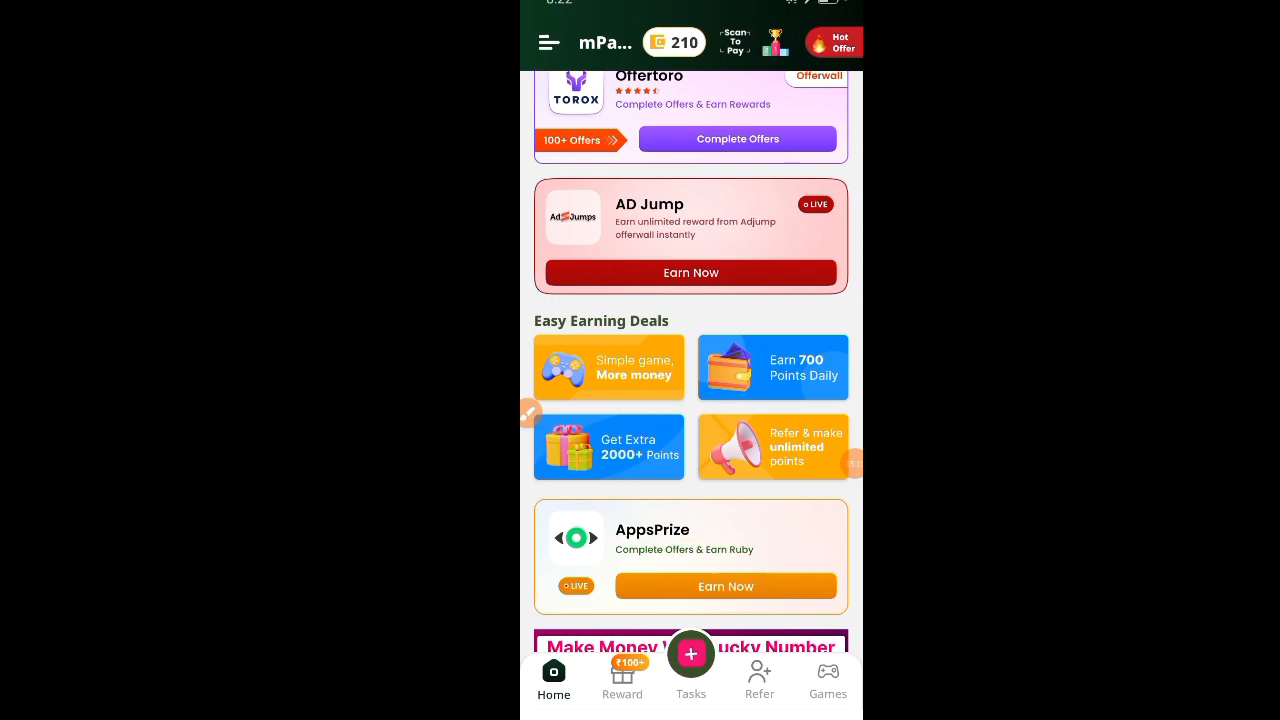 mPa...
210
Scan
To
Pay
Hot
Offer
Offertoro
Offerwall
TOROX
Complete Offers & Earn Rewards
100+ Offers
Complete Offers
AdJumps
AD Jump
LIVE
Earn unlimited reward from Adjump
offerwall instantly
Earn Now
Easy Earning Deals
Simple game,
More money
Earn 700
Points Daily
Get Extra
2000+ Points
Refer & make
unlimited
points
AppsPrize
Complete Offers & Earn Ruby
LIVE
Earn Now
Make Money
ucky Number
₹100+
Home
Reward
Tasks
Refer
Games